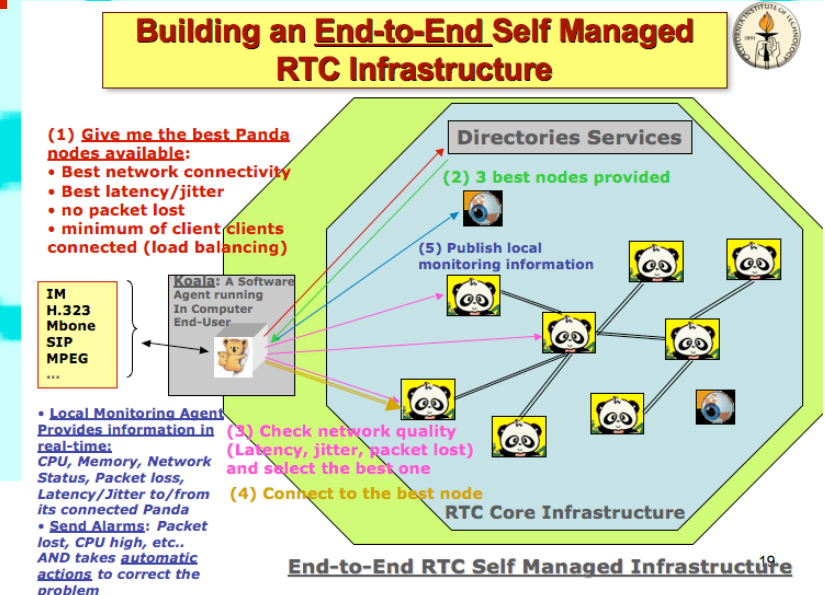 Building an End-to-End Self Managed
RTC Infrastructure
CALIFORNIA INSTITUTE OF TECHNOLOGY
1891
(1) Give me the best Panda
nodes available:
• Best network connectivity
• Best latency/jitter
• no packet lost
• minimum of client clients
connected (load balancing)
Directories Services
(2) 3 best nodes provided
(5) Publish local
monitoring information
Koala: A Software
Agent running
In Computer
End-User
IM
H.323
Mbone
SIP
MPEG
...
• Local Monitoring Agent
Provides information in
real-time:
CPU, Memory, Network
Status, Packet loss,
Latency/Jitter to/from
its connected Panda
• Send Alarms: Packet
lost, CPU high, etc..
AND takes automatic
actions to correct the
problem
(3) Check network quality
(Latency, jitter, packet lost)
and select the best one
(4) Connect to the best node
RTC Core Infrastructure
End-to-End RTC Self Managed Infrastructure
19